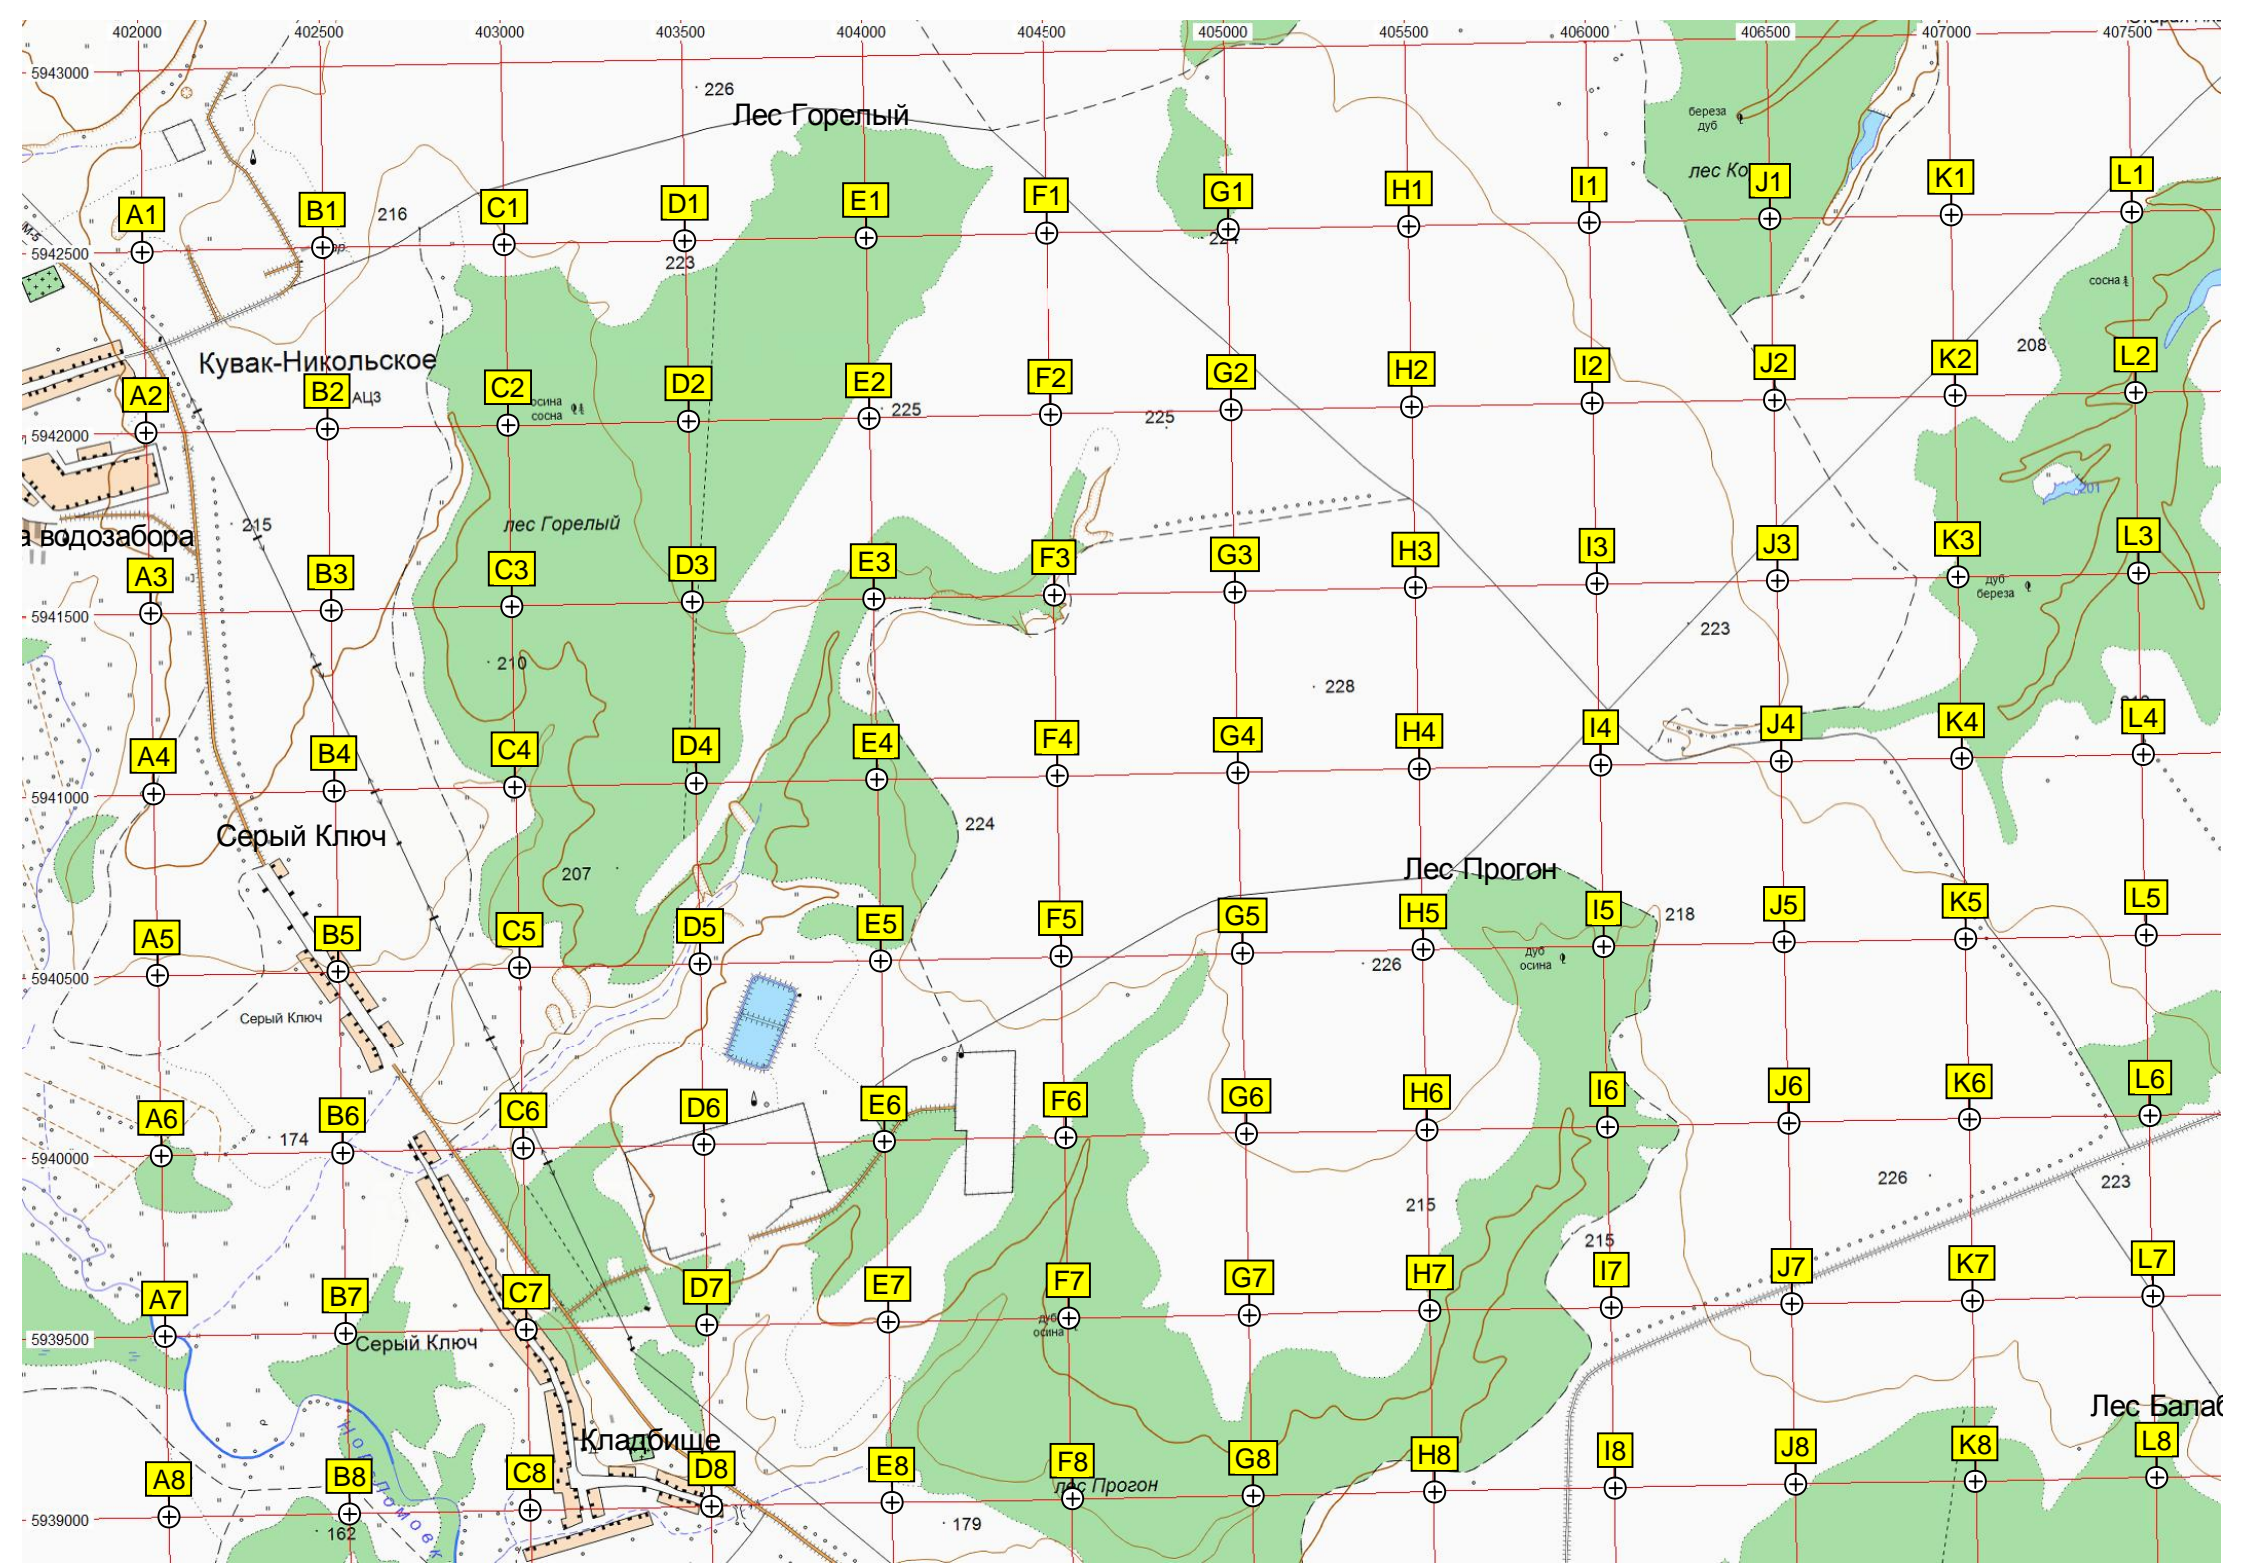 402000 402500 403000 403500 404000 404500 405000 405500 406000 406500 407000 407500
5943000
226
Лес Горелый
береза
дуб
лес Ко
A1 B1 C1 D1 E1 F1 G1 H1 I1 J1 K1 L1
216
М-5
5942500
223
224
сосна
208
Кувак-Никольское
A2 B2 C2 D2 E2 F2 G2 H2 I2 J2 K2 L2
АЦЗ
осина
сосна
225
225
5942000
201
215
лес Горелый
а водозабора
A3 B3 C3 D3 E3 F3 G3 H3 I3 J3 K3 L3
дуб
береза
5941500
223
210
228
A4 B4 C4 D4 E4 F4 G4 H4 I4 J4 K4 L4
5941000
Серый Ключ
224
207
Лес Прогон
A5 B5 C5 D5 E5 F5 G5 H5 I5 J5 K5 L5
218
дуб
осина
226
5940500
Серый Ключ
A6 B6 C6 D6 E6 F6 G6 H6 I6 J6 K6 L6
174
5940000
226
223
215
215
A7 B7 C7 D7 E7 F7 G7 H7 I7 J7 K7 L7
дуб
осина
5939500
Серый Ключ
Лес Балаб
Кладбище
A8 B8 C8 D8 E8 F8 G8 H8 I8 J8 K8 L8
лес Прогон
5939000
162
179